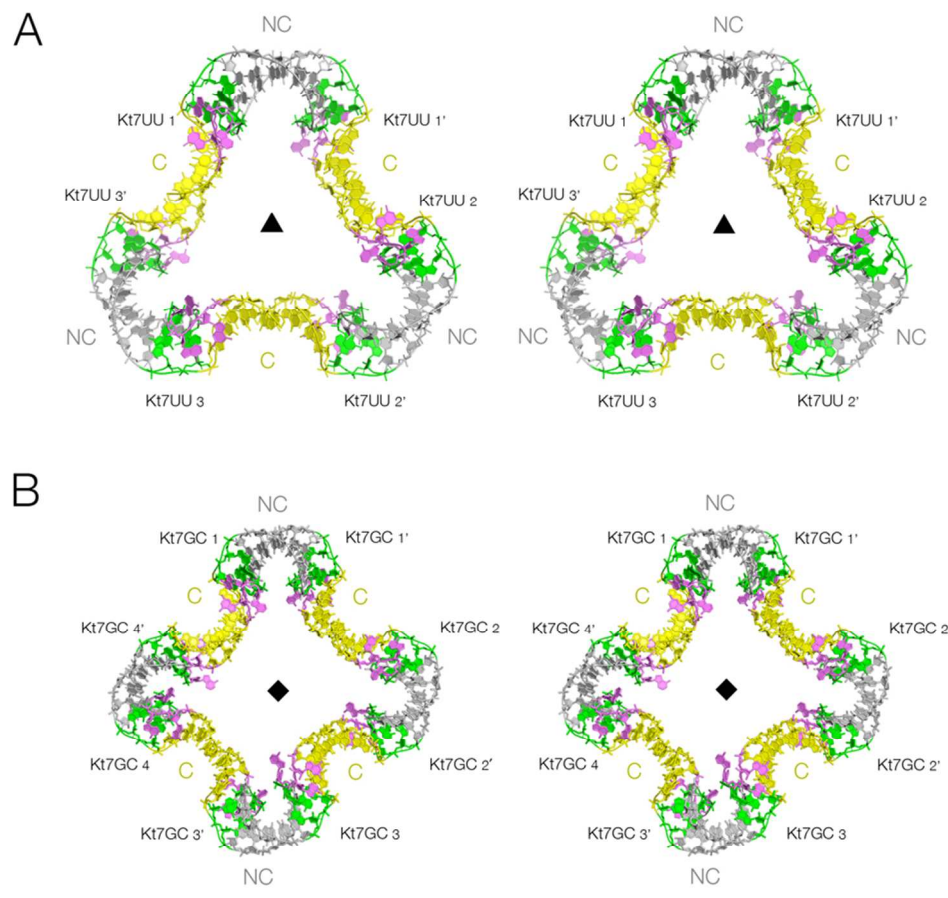 A
NC NC
Kt7UU 1 Kt7UU 1' Kt7UU 1 Kt7UU 1'
C C C C
Kt7UU 3' Kt7UU 2 Kt7UU 3' Kt7UU 2
NC NC NC NC
C C
Kt7UU 3 Kt7UU 2' Kt7UU 3 Kt7UU 2'
B
NC NC
Kt7GC 1 Kt7GC 1' Kt7GC 1 Kt7GC 1'
C C C C
Kt7GC 4' Kt7GC 2 Kt7GC 4' Kt7GC 2
Kt7GC 4 C C Kt7GC 2' Kt7GC 4 C C Kt7GC 2'
Kt7GC 3' Kt7GC 3 Kt7GC 3' Kt7GC 3
NC NC